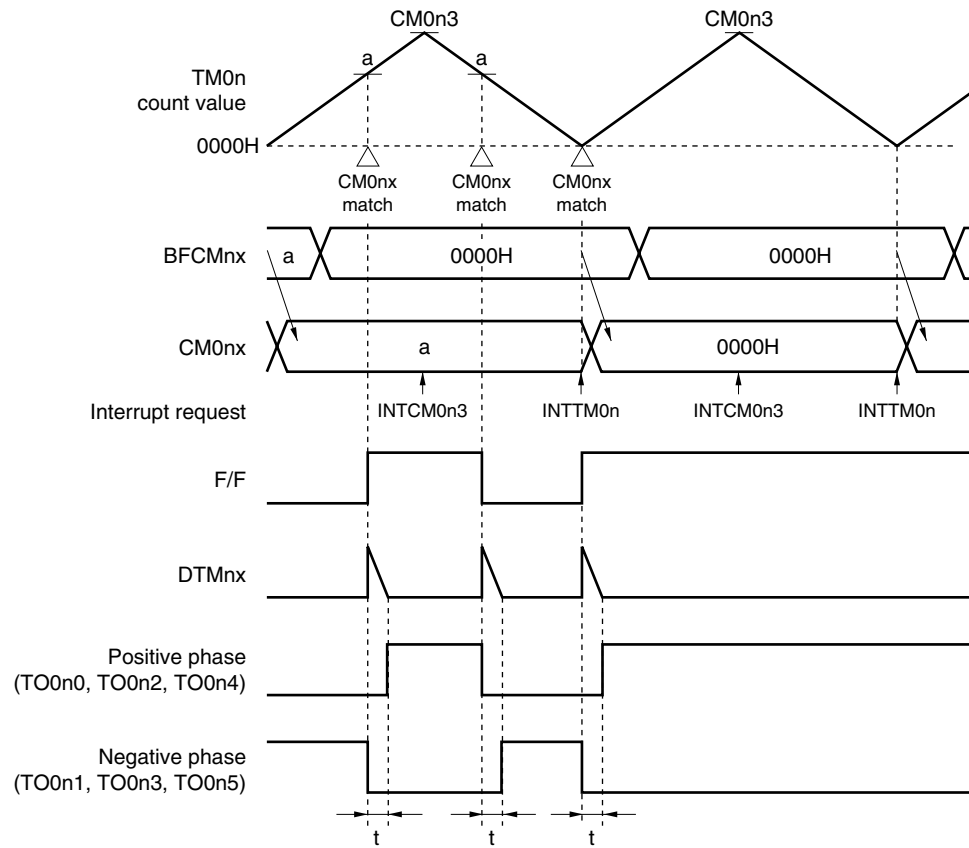 CM0n3
CM0n3
a
a
TM0n
count value
0000H
CM0nx
match
CM0nx
match
CM0nx
match
BFCMnx
a
0000H
0000H
CM0nx
a
0000H
Interrupt request
INTCM0n3
INTTM0n
INTCM0n3
INTTM0n
F/F
DTMnx
Positive phase
(TO0n0, TO0n2, TO0n4)
Negative phase
(TO0n1, TO0n3, TO0n5)
t
t
t